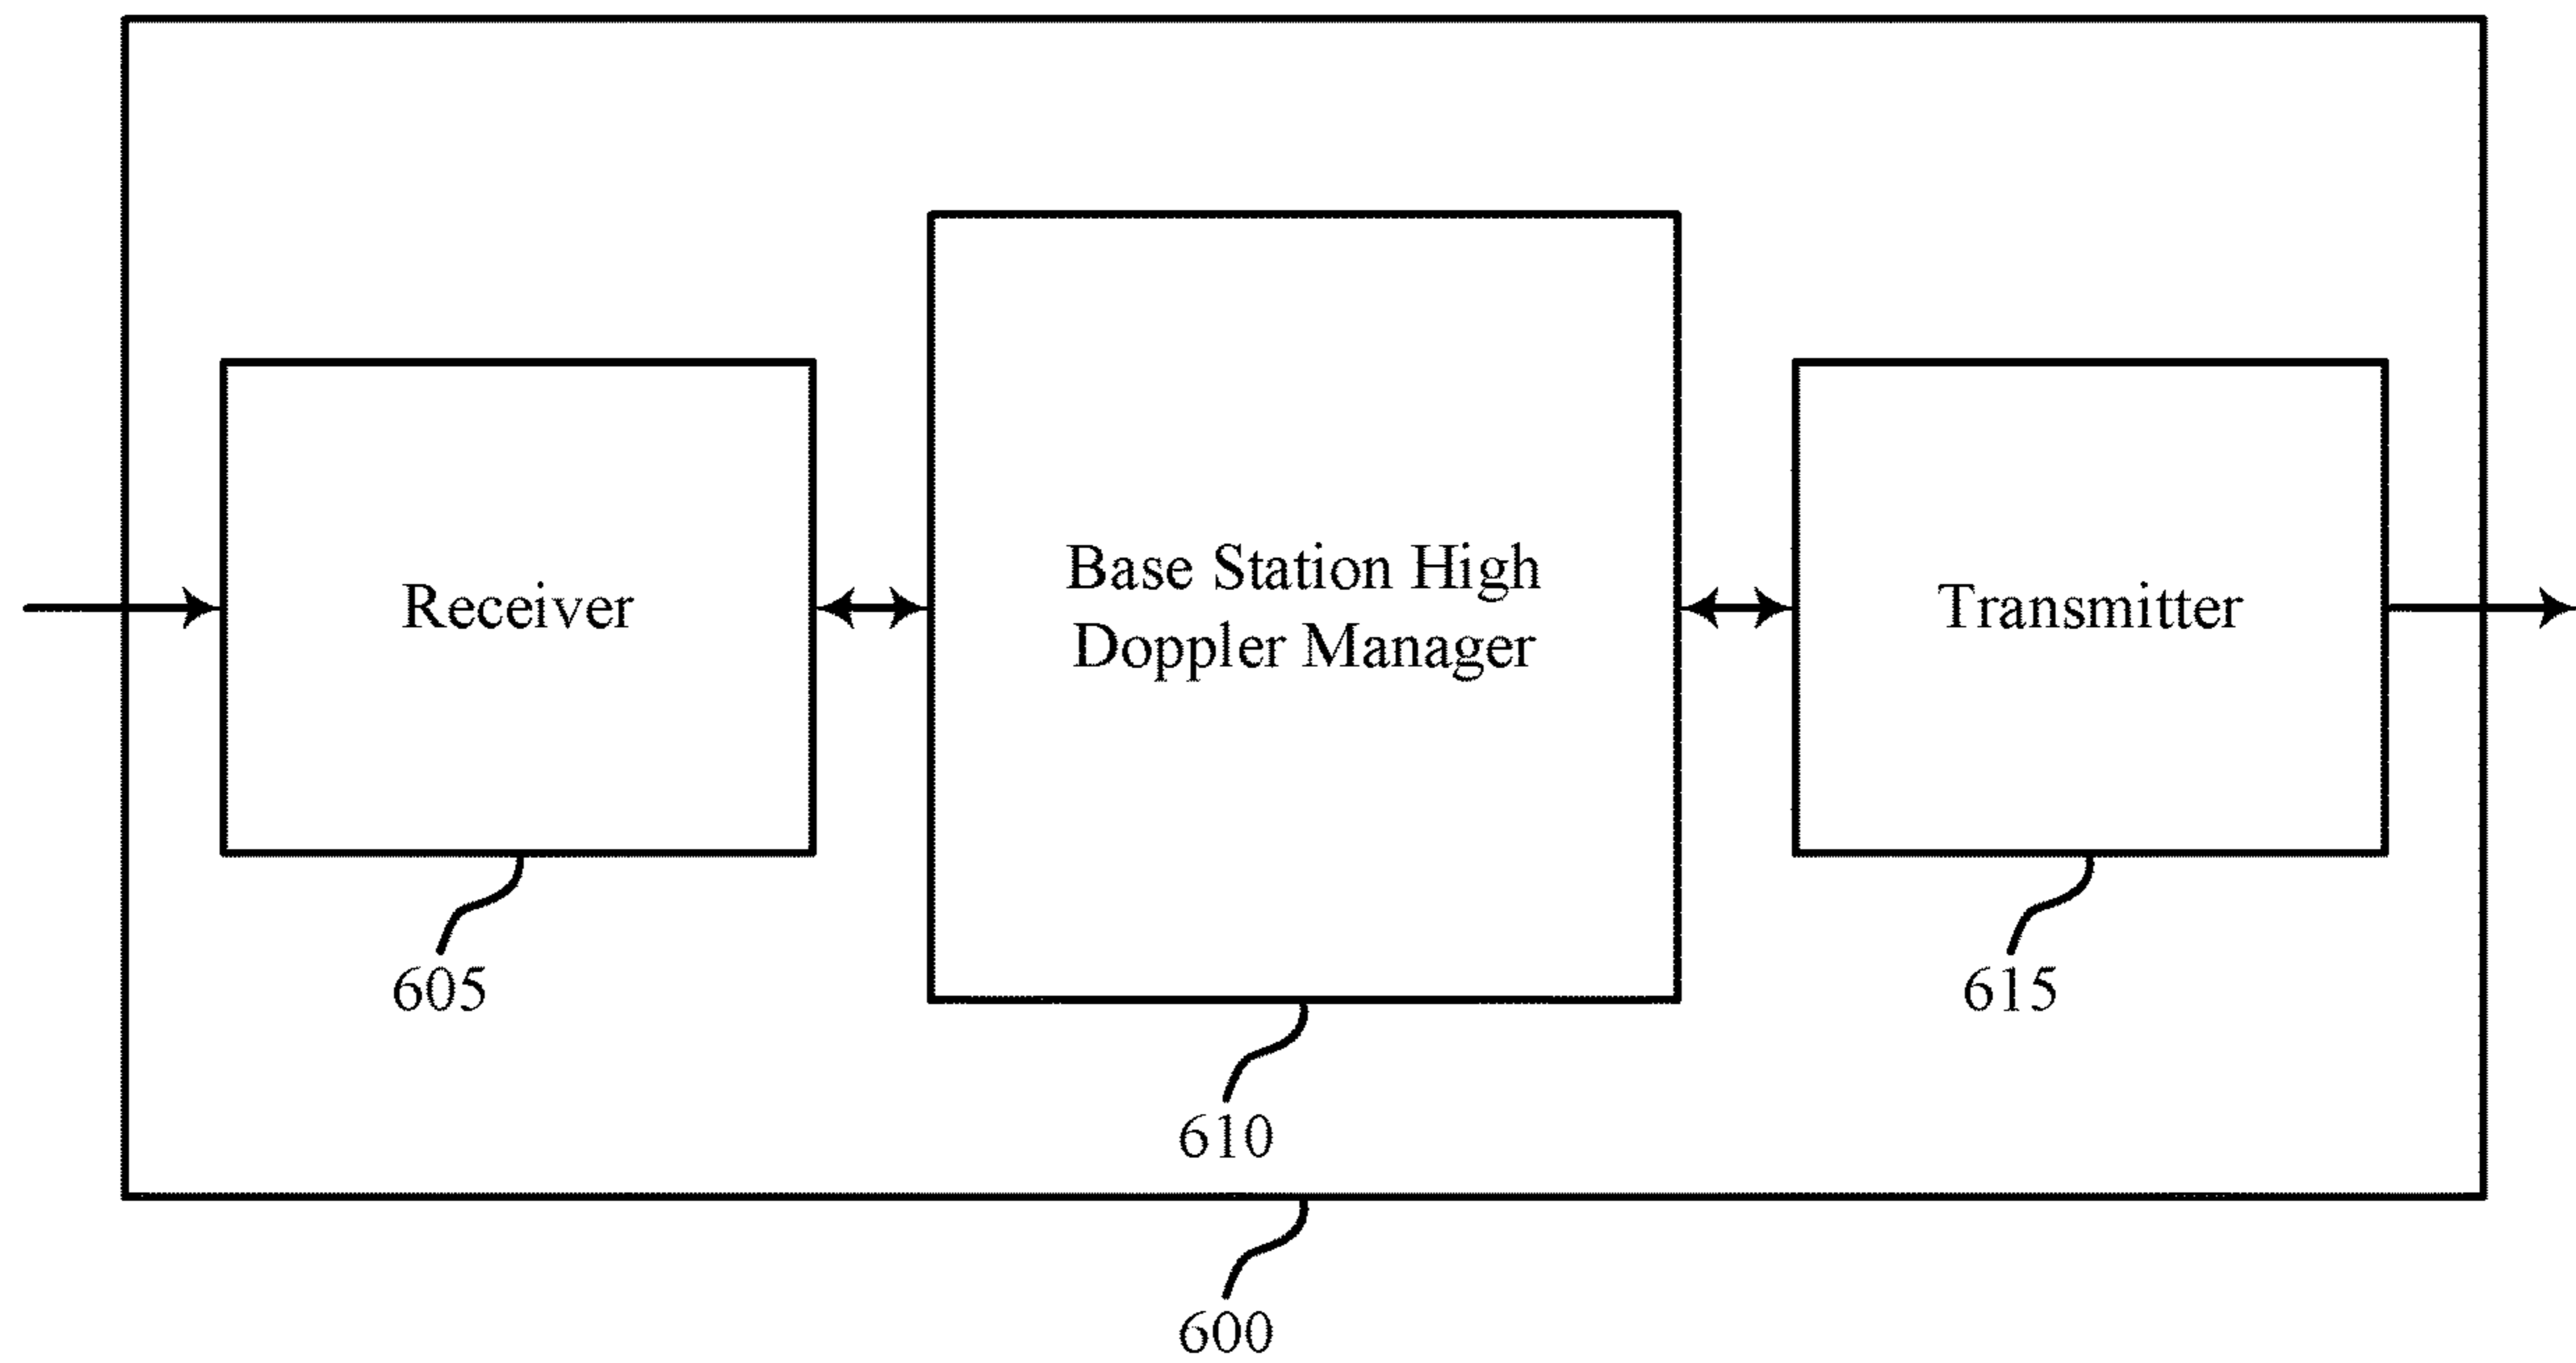 Receiver
Base Station High
Doppler Manager
Transmitter
605
615
610
600